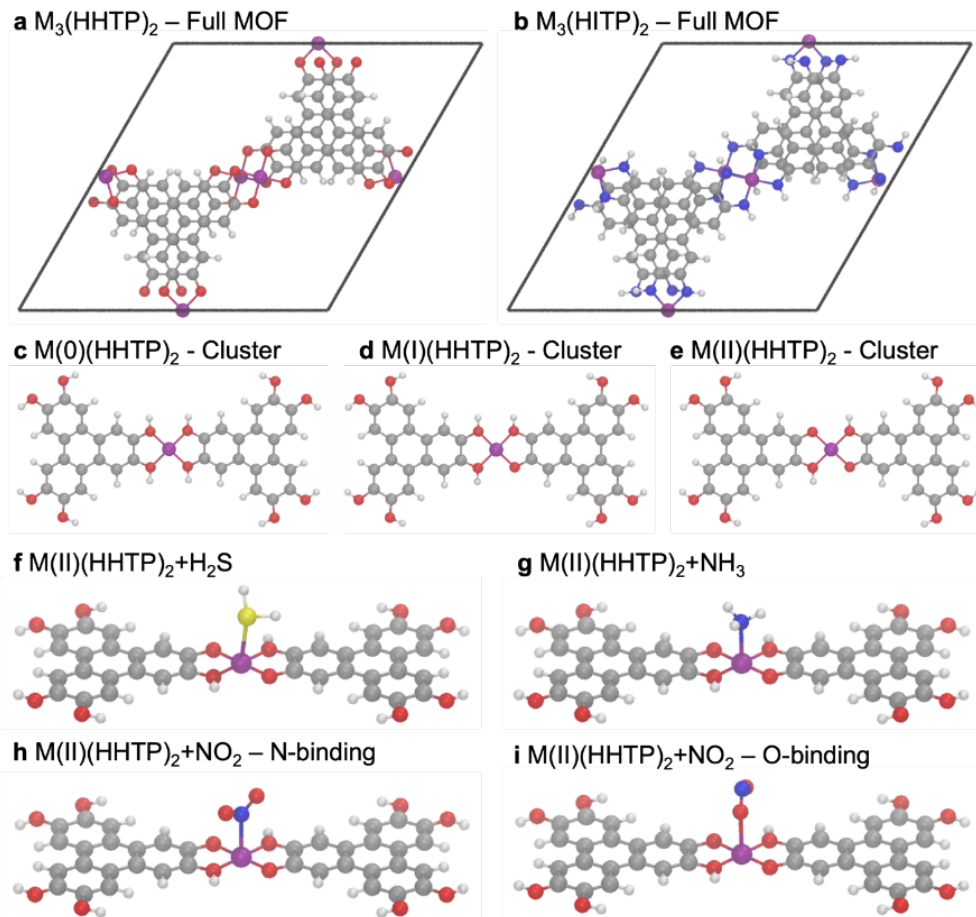 a M₃(HHTP)₂ – Full MOF
b M₃(HITP)₂ – Full MOF
c M(0)(HHTP)₂ - Cluster
d M(I)(HHTP)₂ - Cluster
e M(II)(HHTP)₂ - Cluster
f M(II)(HHTP)₂+H₂S
g M(II)(HHTP)₂+NH₃
h M(II)(HHTP)₂+NO₂ – N-binding
i M(II)(HHTP)₂+NO₂ – O-binding